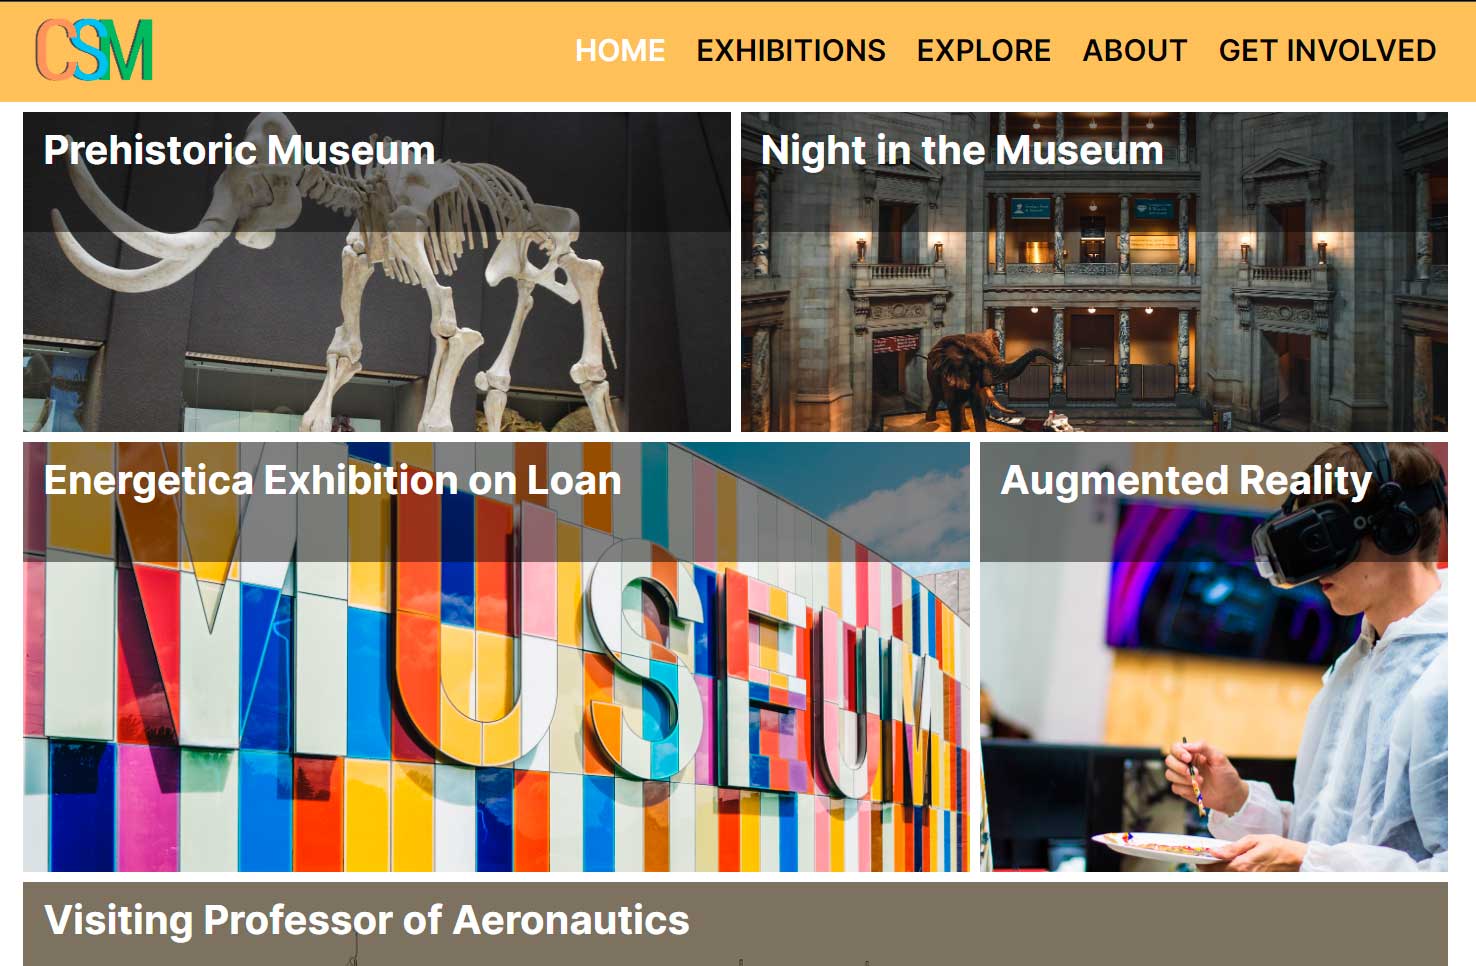 CSM
HOME EXHIBITIONS EXPLORE ABOUT GET INVOLVED
Prehistoric Museum
Night in the Museum
Energetica Exhibition on Loan
Augmented Reality
MUSEUM
Visiting Professor of Aeronautics